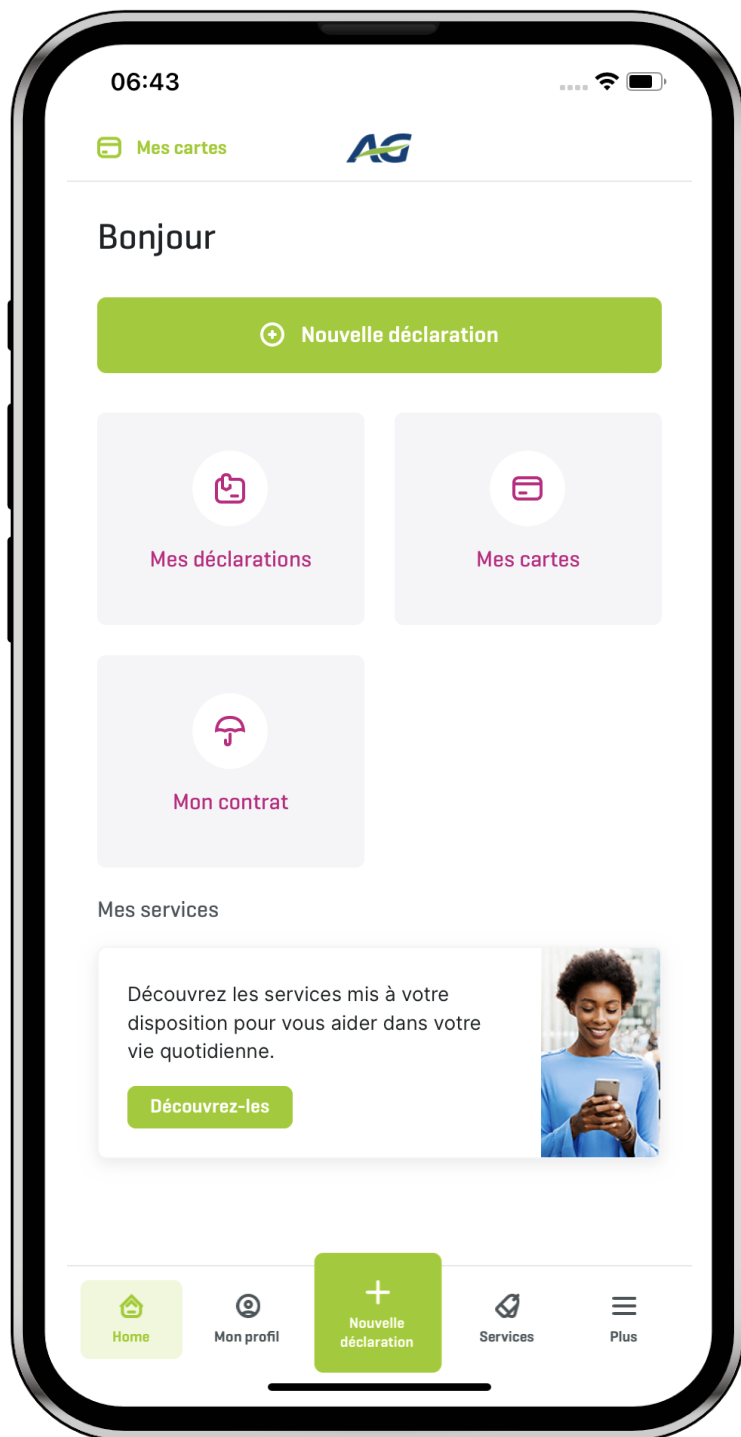 06:43
Mes cartes
AG
Bonjour
Nouvelle déclaration
Mes déclarations
Mes cartes
Mon contrat
Mes services
Découvrez les services mis à votre
disposition pour vous aider dans votre
vie quotidienne.
Découvrez-les
Home
Mon profil
Nouvelle
déclaration
Services
Plus